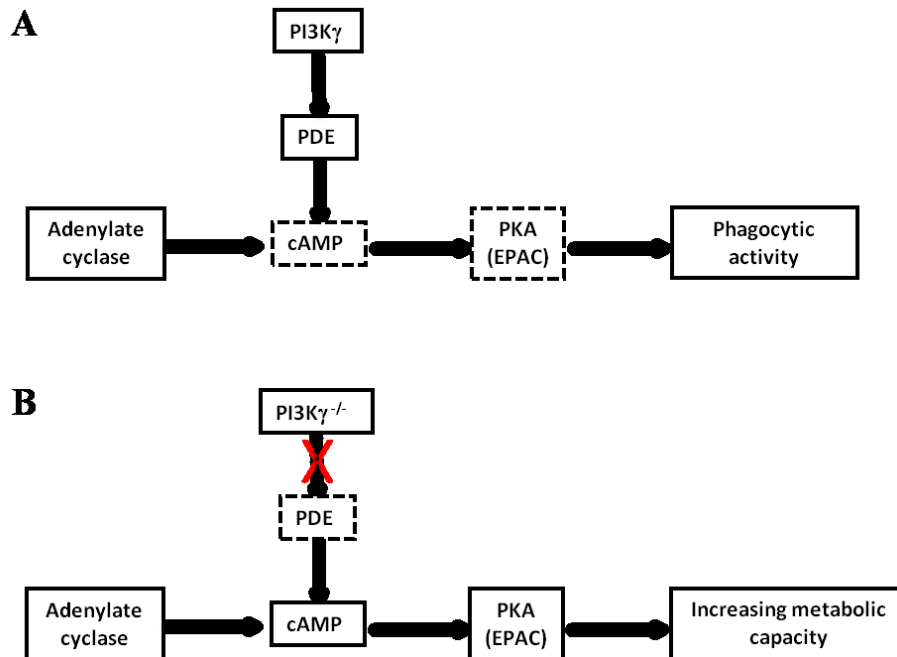 A
PI3Kγ
PDE
Adenylate
cyclase
cAMP
PKA
(EPAC)
Phagocytic
activity
B
PI3Kγ -/-
PDE
Adenylate
cyclase
cAMP
PKA
(EPAC)
Increasing metabolic
capacity